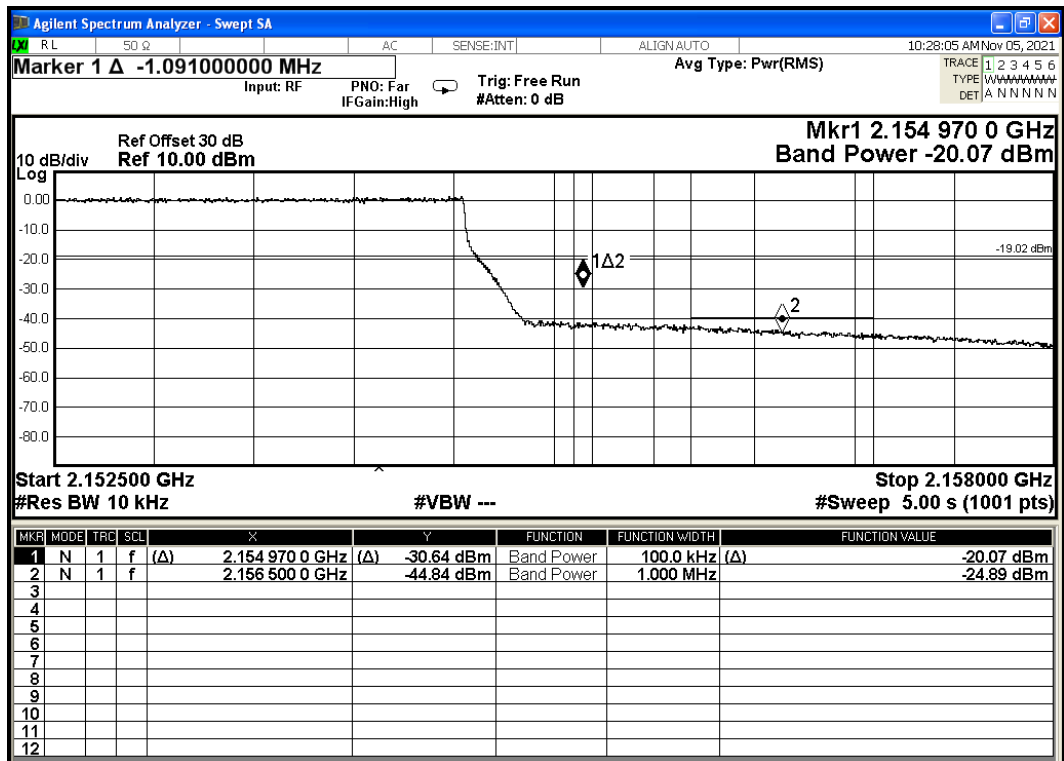 Agilent Spectrum Analyzer - Swept SA
LXI RL 50 Ω AC SENSE:INT ALIGN AUTO 10:28:05 AM Nov 05, 2021
Marker 1 Δ -1.091000000 MHz
Input: RF
PNO: Far
IFGain:High
Trig: Free Run
#Atten: 0 dB
Avg Type: Pwr(RMS)
TRACE 1 2 3 4 5 6
TYPE WWWWWW
DET A N N N N N
Mkr1 2.154 970 0 GHz
Band Power -20.07 dBm
Ref Offset 30 dB
10 dB/div Ref 10.00 dBm
Log
0.00
-10.0
-19.02 dBm
-20.0
1Δ2
-30.0
2
-40.0
-50.0
-60.0
-70.0
-80.0
Start 2.152500 GHz Stop 2.158000 GHz
#Res BW 10 kHz #VBW --- #Sweep 5.00 s (1001 pts)
MKR MODE TRC SCL X Y FUNCTION FUNCTION WIDTH FUNCTION VALUE
1 N 1 f (Δ) 2.154 970 0 GHz (Δ) -30.64 dBm Band Power 100.0 kHz (Δ) -20.07 dBm
2 N 1 f 2.156 500 0 GHz -44.84 dBm Band Power 1.000 MHz -24.89 dBm
3
4
5
6
7
8
9
10
11
12